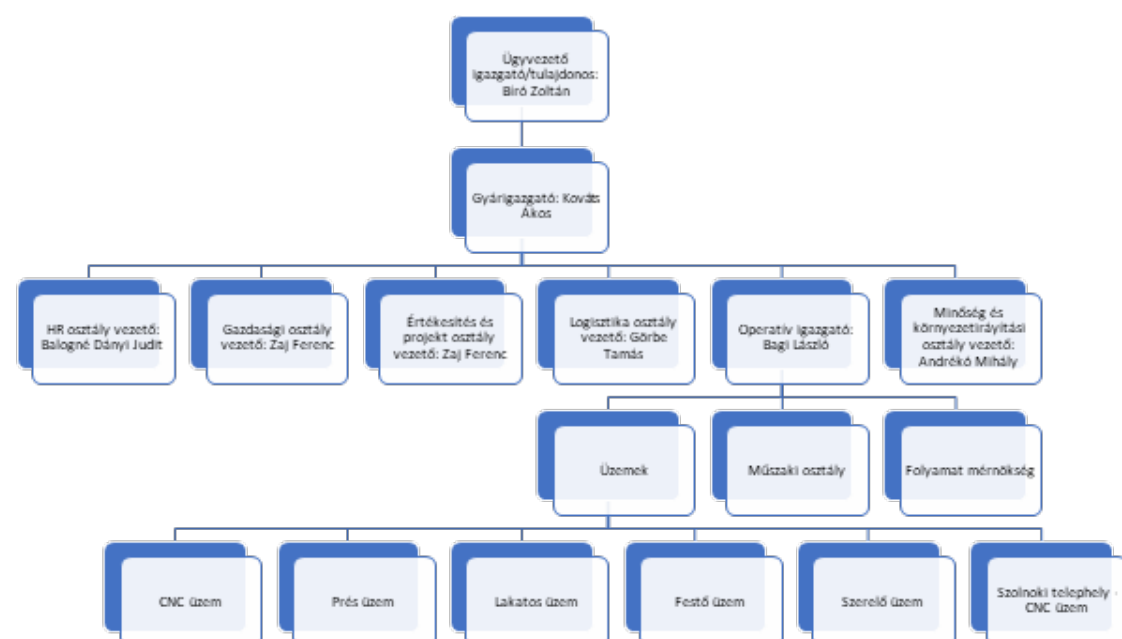 Ügyvezető
igazgató/tulajdonos:
Biró Zoltán
Gyárigazgató: Kováts
Ákos
HR osztály vezető:
Balogné Dányi Judit
Gazdasági osztály
vezető: Zaj Ferenc
Értékesítés és
projekt osztály
vezető: Zaj Ferenc
Logisztika osztály
vezető: Görbe
Tamás
Operatív igazgató:
Bagi László
Minőség és
környezetiráyítási
osztály vezető:
Andrékó Mihály
Üzemek
Műszaki osztály
Folyamat mérnökség
CNC üzem
Prés üzem
Lakatos üzem
Festő üzem
Szerelő üzem
Szolnoki telephely -
CNC üzem